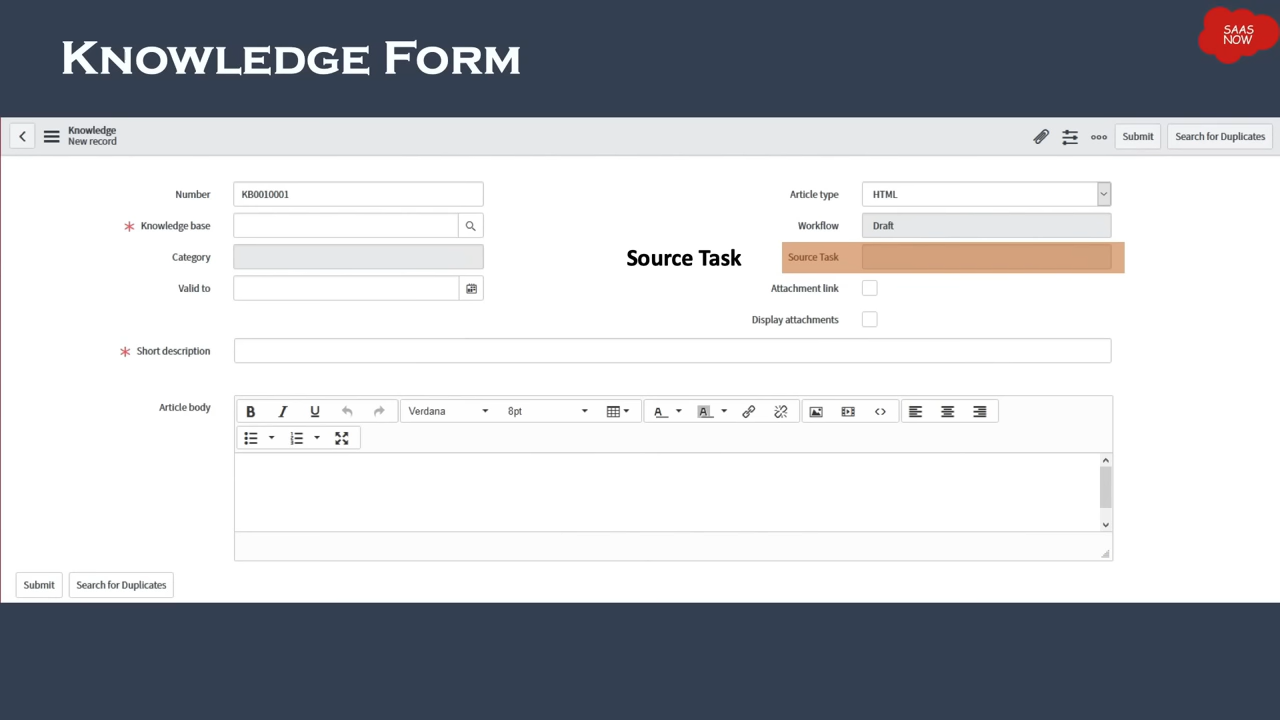 KNOWLEDGE FORM
SAAS
NOW
Knowledge
New record
Submit
Search for Duplicates
Number
KB0010001
Article type
HTML
Knowledge base
Workflow
Draft
Category
Source Task
Source Task
Valid to
Attachment link
Display attachments
Short description
Article body
B I U
Verdana
8pt
A
A
Submit
Search for Duplicates